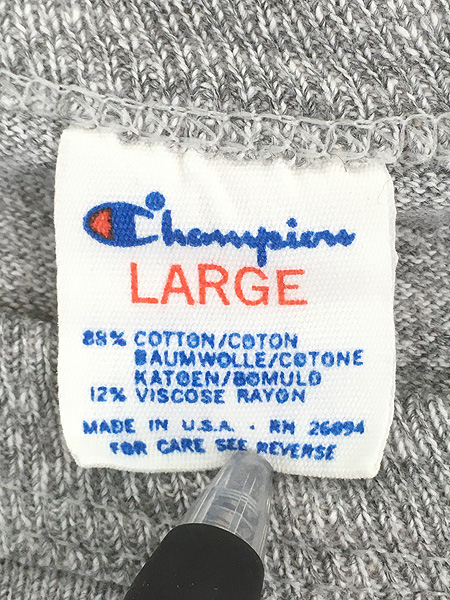 Champion
LARGE
88% COTTON/COTON
BAUMWOLLE/COTONE
KATOEN/BOMULD
12% VISCOSE RAYON
MADE IN U.S.A. - RN 26094
FOR CARE SEE REVERSE